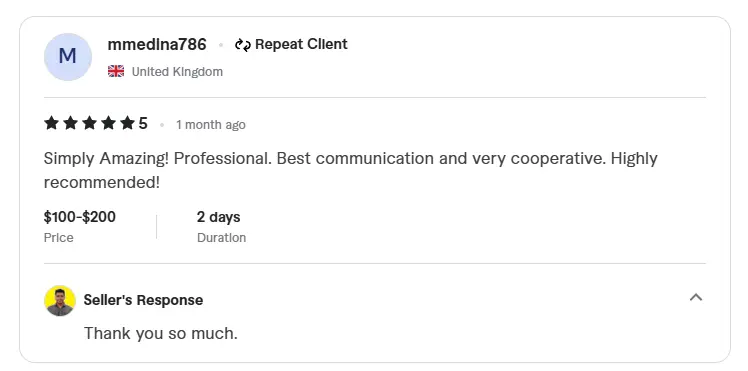 M
mmedina786 • Repeat Client
United Kingdom
★★★★★ 5 • 1 month ago
Simply Amazing! Professional. Best communication and very cooperative. Highly
recommended!
$100-$200 2 days
Price Duration
Seller's Response
Thank you so much.